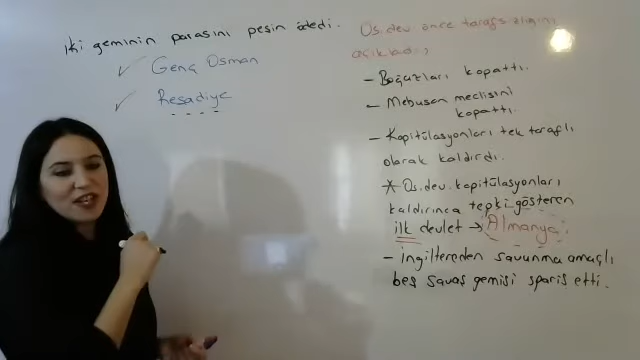 iki geminin parasını peşin ödedi.
✓ Genç Osman
✓ Reşadiye
Os.dev önce tarafsızlığını
açıkladı,
- Boğazları kapattı.
- Mebusan meclisini
kapattı.
- Kapitülasyonları tek taraflı
olarak kaldırdı.
* Os.dev. kapitülasyonları
kaldırınca tepki gösteren
ilk devlet → Almanya.
- İngiltereden savunma amaçlı
beş savaş gemisi sparis etti.